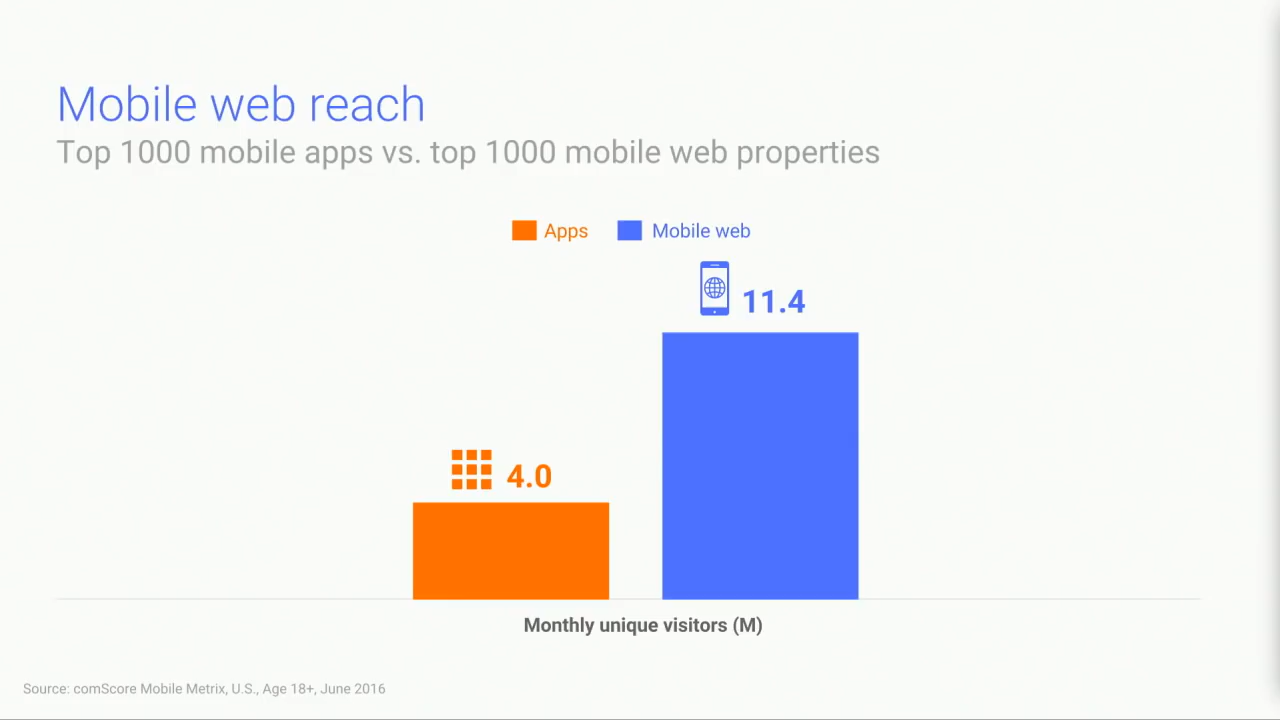 Mobile web reach
Top 1000 mobile apps vs. top 1000 mobile web properties
Apps Mobile web
11.4
4.0
Monthly unique visitors (M)
Source: comScore Mobile Metrix, U.S., Age 18+, June 2016